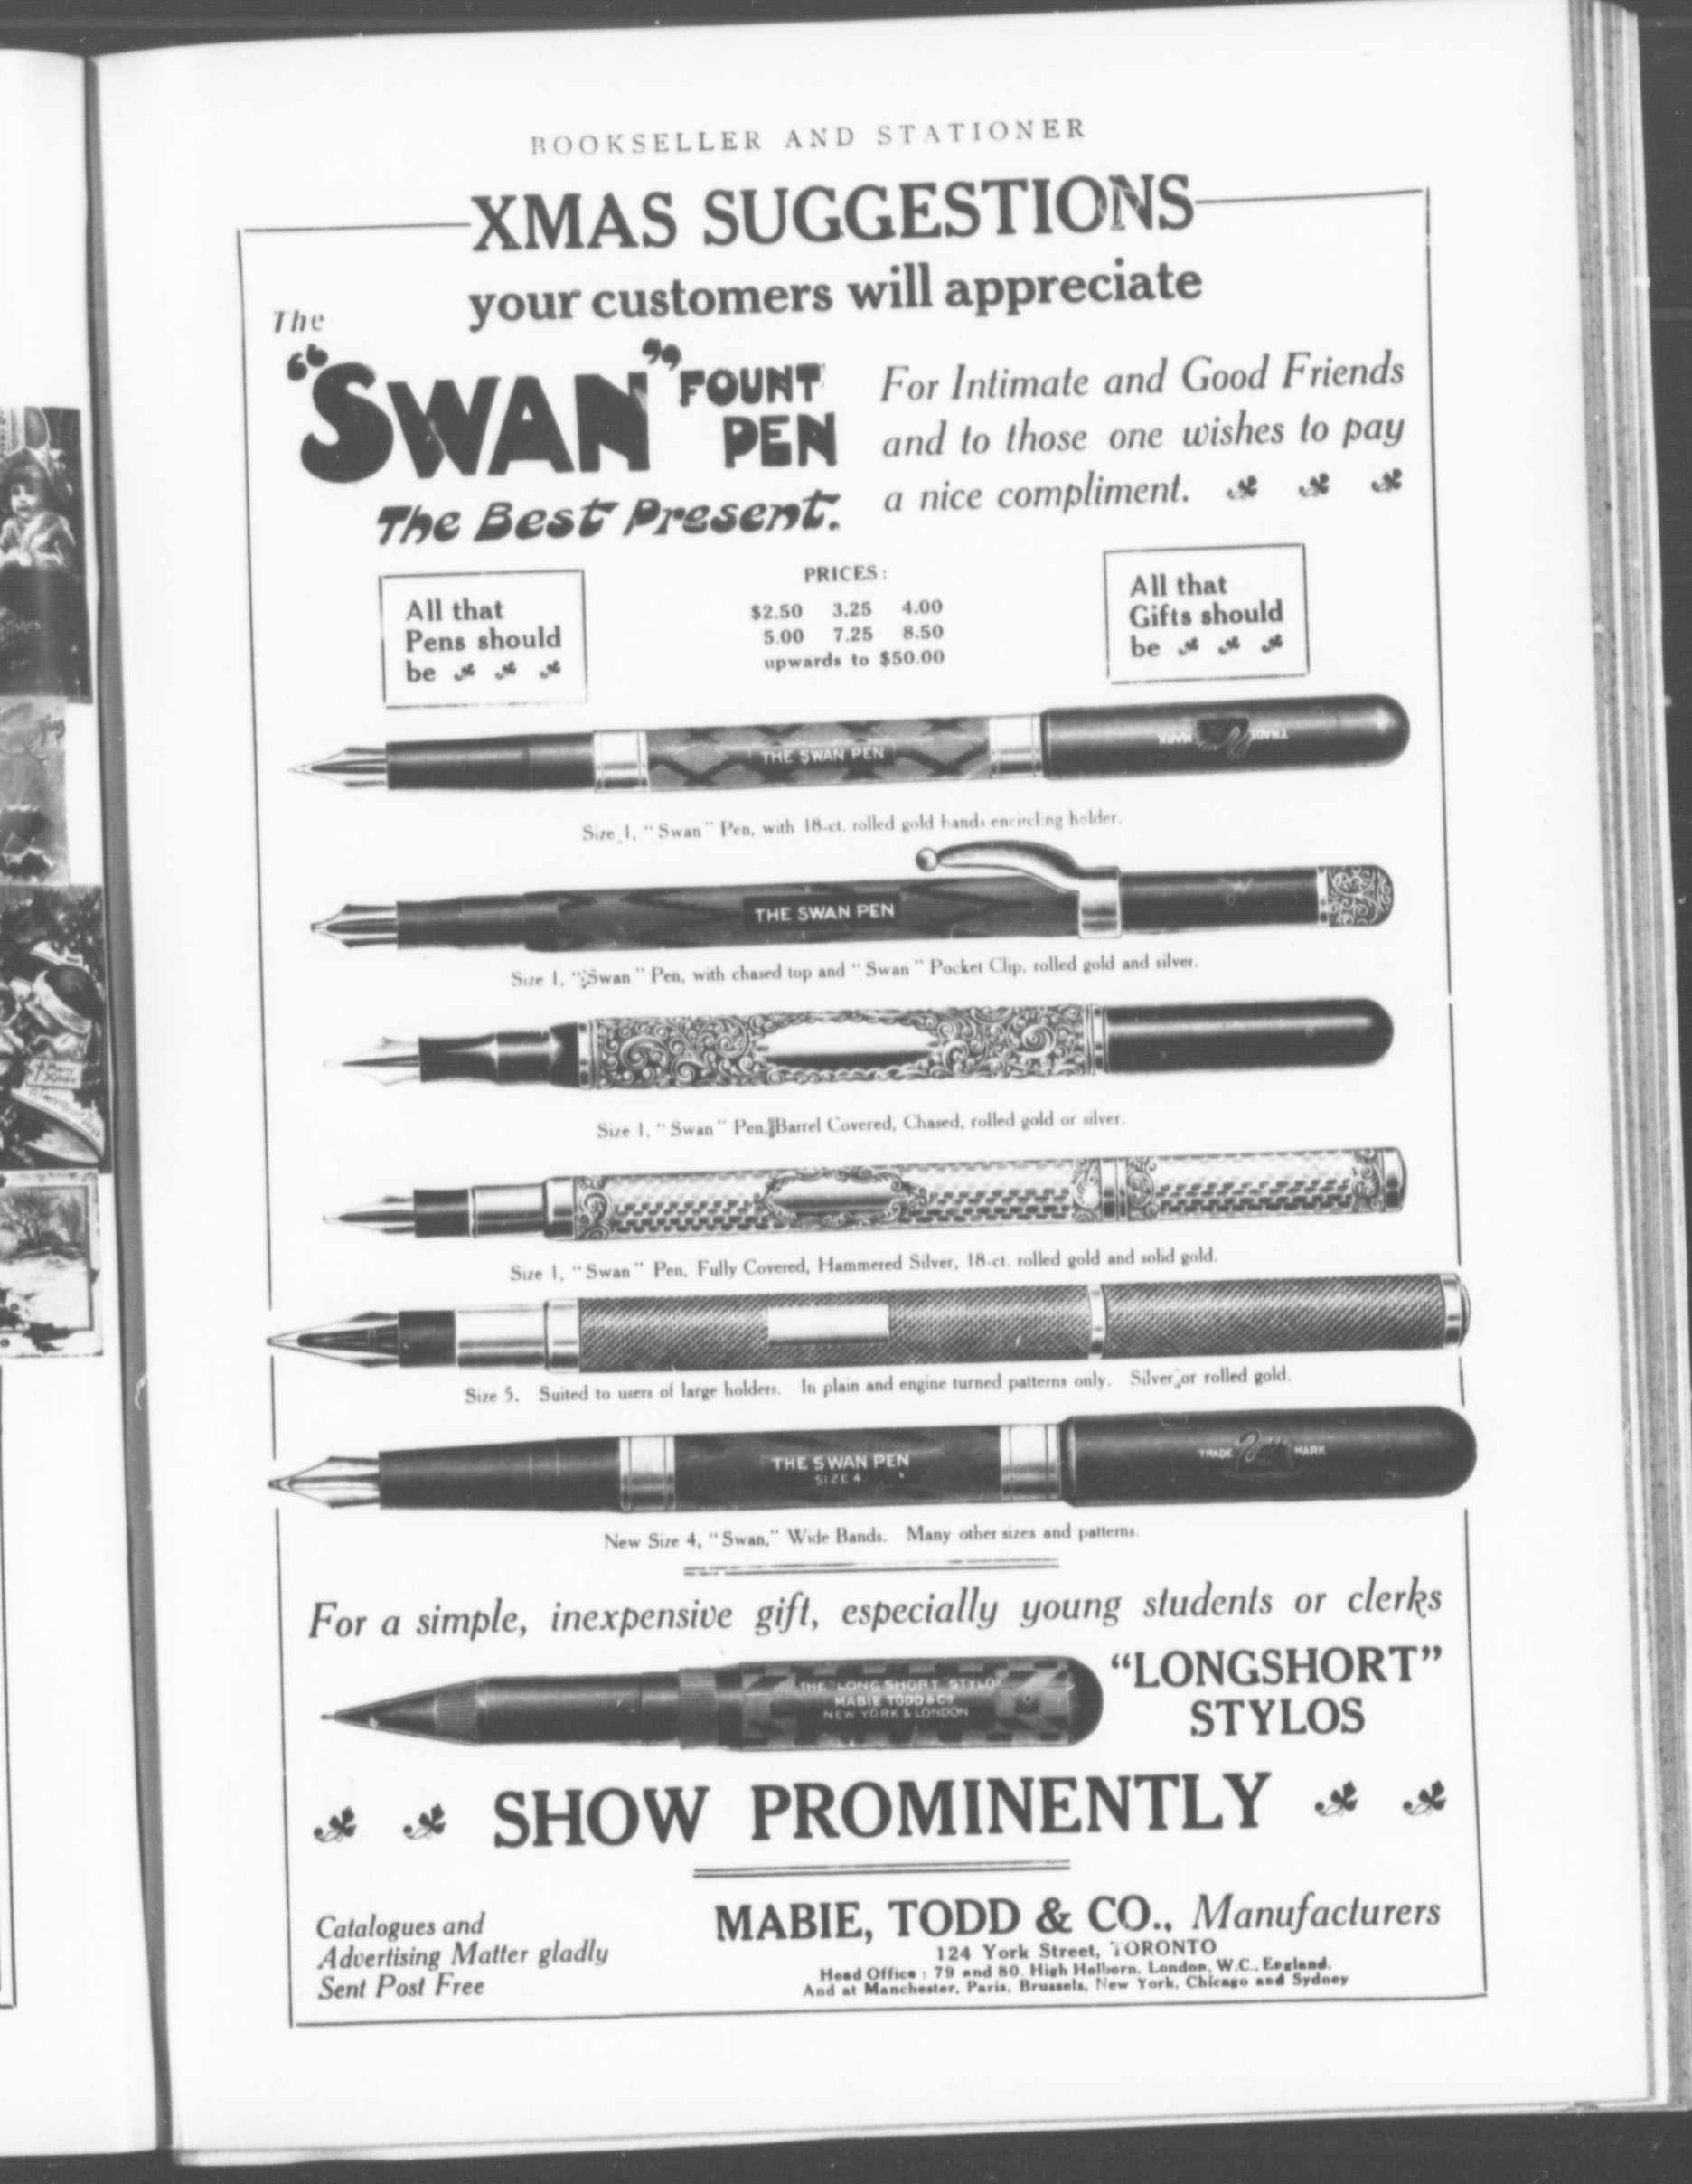 BOOKSELLER AND STATIONER
XMAS SUGGESTIONS
your customers will appreciate
The
"SWAN" FOUNT PEN
The Best Present.
For Intimate and Good Friends
and to those one wishes to pay
a nice compliment.
All that
Pens should
be
PRICES:
$2.50 3.25 4.00
5.00 7.25 8.50
upwards to $50.00
All that
Gifts should
be
THE SWAN PEN
TRADE MARK
Size 1, "Swan" Pen, with 18-ct. rolled gold bands encircling holder.
THE SWAN PEN
Size 1, "Swan" Pen, with chased top and "Swan" Pocket Clip, rolled gold and silver.
Size 1, "Swan" Pen, Barrel Covered, Chased, rolled gold or silver.
Size 1, "Swan" Pen, Fully Covered, Hammered Silver, 18-ct. rolled gold and solid gold.
Size 5. Suited to users of large holders. In plain and engine turned patterns only. Silver or rolled gold.
THE SWAN PEN
SIZE 4
TRADE MARK
New Size 4, "Swan," Wide Bands. Many other sizes and patterns.
For a simple, inexpensive gift, especially young students or clerks
THE LONG SHORT STYLO
MABIE TODD & CO
NEW YORK & LONDON
"LONGSHORT"
STYLOS
SHOW PROMINENTLY
Catalogues and
Advertising Matter gladly
Sent Post Free
MABIE, TODD & CO., Manufacturers
124 York Street, TORONTO
Head Office: 79 and 80. High Holborn, London, W.C., England.
And at Manchester, Paris, Brussels, New York, Chicago and Sydney